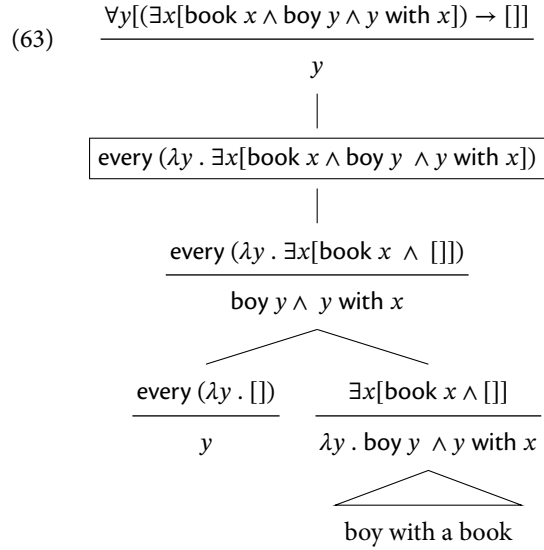 (63)
∀y[(∃x[book x ∧ boy y ∧ y with x]) → []]
y
every (λy . ∃x[book x ∧ boy y ∧ y with x])
every (λy . ∃x[book x ∧ []])
boy y ∧ y with x
every (λy . []) ∃x[book x ∧ []]
y λy . boy y ∧ y with x
boy with a book